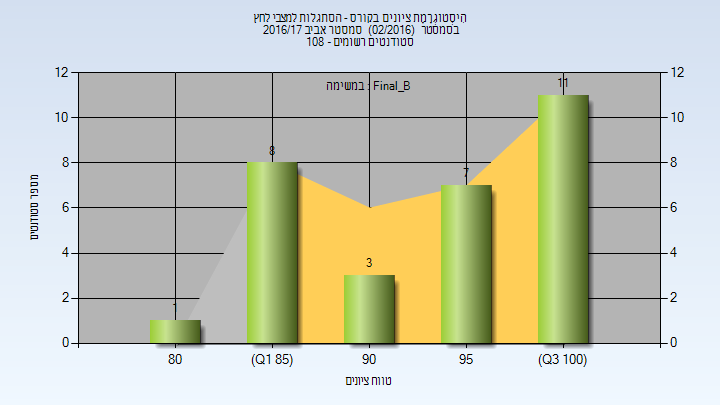 היסטוגרמת ציונים בקורס - הסתגלות למצבי לחץ
בסמסטר (02/2016) סמסטר אביב 2016/17
סטודנטים רשומים - 108
במשימה : Final_B
12
10
8
6
4
2
0
12
10
8
6
4
2
0
1
8
3
7
11
מספר סטודנטים
80
(Q1 85)
90
95
(Q3 100)
טווח ציונים